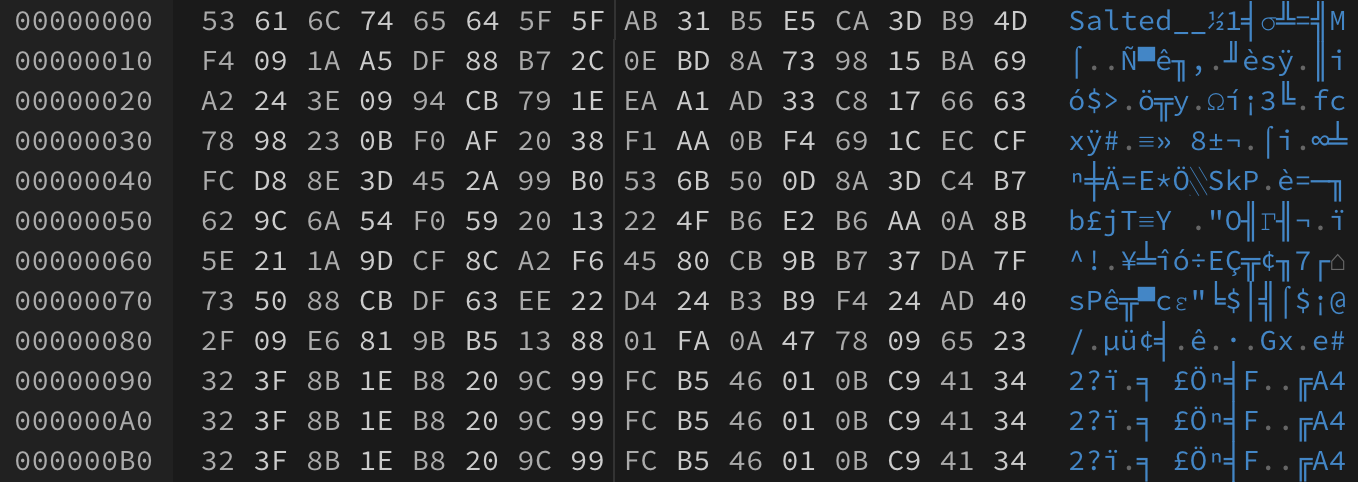 00000000 53 61 6C 74 65 64 5F 5F AB 31 B5 E5 CA 3D B9 4D Salted__½1╡σ╩=╣M
00000010 F4 09 1A A5 DF 88 B7 2C 0E BD 8A 73 98 15 BA 69 ⌠..Ñ▀ê╖,.╜èsÿ.║i
00000020 A2 24 3E 09 94 CB 79 1E EA A1 AD 33 C8 17 66 63 ó$>.ö╦y.Ωí¡3╚.fc
00000030 78 98 23 0B F0 AF 20 38 F1 AA 0B F4 69 1C EC CF xÿ#.≡» 8±¬.⌠i.∞╧
00000040 FC D8 8E 3D 45 2A 99 B0 53 6B 50 0D 8A 3D C4 B7 ⁿ╪Ä=E*Ö░SkP.è=─╖
00000050 62 9C 6A 54 F0 59 20 13 22 4F B6 E2 B6 AA 0A 8B b£jT≡Y ."O╢Γ╢¬.ï
00000060 5E 21 1A 9D CF 8C A2 F6 45 80 CB 9B B7 37 DA 7F ^!.¥╧îó÷EÇ╦¢╖7┌⌂
00000070 73 50 88 CB DF 63 EE 22 D4 24 B3 B9 F4 24 AD 40 sPê╦▀cε"╘$│╣⌠$¡@
00000080 2F 09 E6 81 9B B5 13 88 01 FA 0A 47 78 09 65 23 /.µü¢╡.ê.·.Gx.e#
00000090 32 3F 8B 1E B8 20 9C 99 FC B5 46 01 0B C9 41 34 2?ï.╕ £Öⁿ╡F..╔A4
000000A0 32 3F 8B 1E B8 20 9C 99 FC B5 46 01 0B C9 41 34 2?ï.╕ £Öⁿ╡F..╔A4
000000B0 32 3F 8B 1E B8 20 9C 99 FC B5 46 01 0B C9 41 34 2?ï.╕ £Öⁿ╡F..╔A4